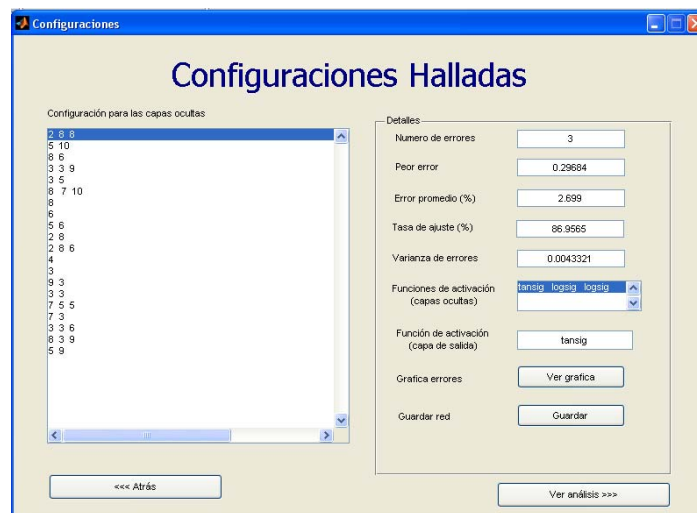 Configuraciones
Configuraciones Halladas
Configuración para las capas ocultas
2 8 8
5 10
8 6
3 3 9
3 5
8 7 10
8
6
5 6
2 8
2 8 6
4
3
9 3
3 3
7 5 5
7 3
3 3 6
8 3 9
5 9
<<< Atrás
Detalles
Numero de errores 3
Peor error 0.29684
Error promedio (%) 2.699
Tasa de ajuste (%) 86.9565
Varianza de errores 0.0043321
Funciones de activación tansig logsig logsig
(capas ocultas)
Función de activación
(capa de salida) tansig
Grafica errores Ver grafica
Guardar red Guardar
Ver análisis >>>